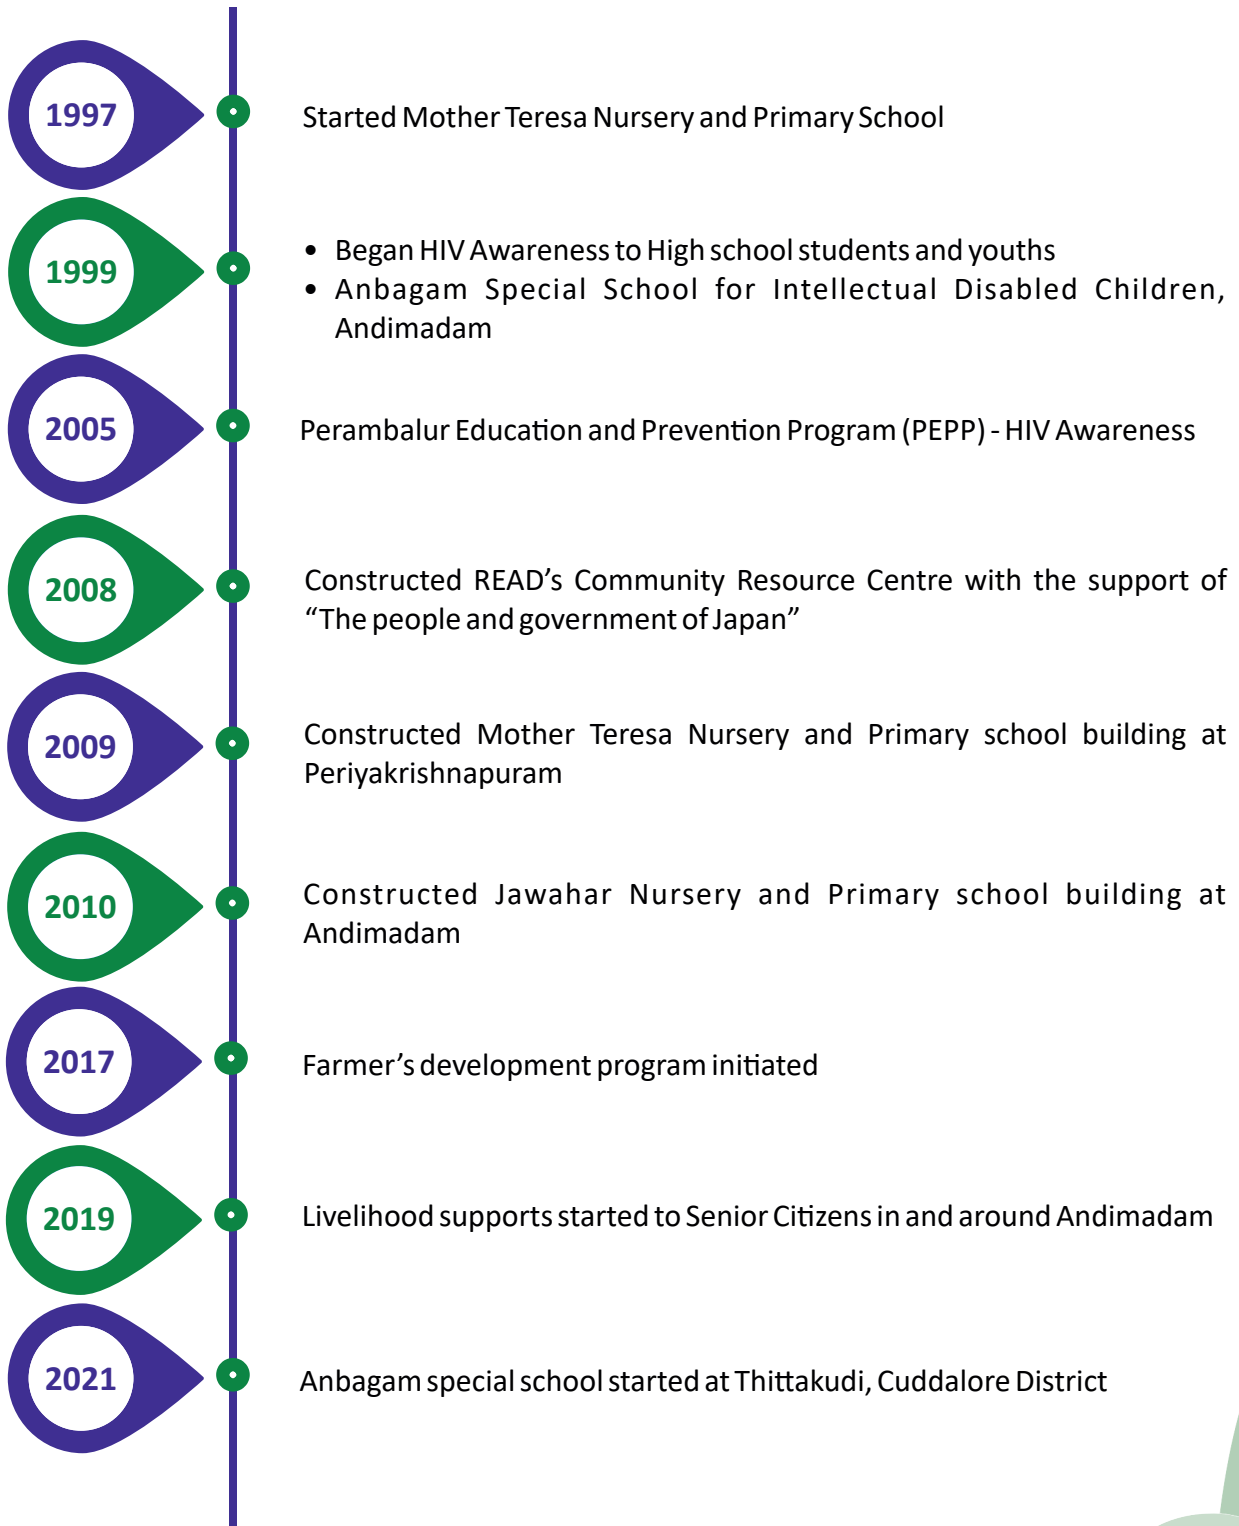 1997
Started Mother Teresa Nursery and Primary School
1999
• Began HIV Awareness to High school students and youths
• Anbagam Special School for Intellectual Disabled Children,
Andimadam
2005
Perambalur Education and Prevention Program (PEPP) - HIV Awareness
2008
Constructed READ’s Community Resource Centre with the support of
“The people and government of Japan”
2009
Constructed Mother Teresa Nursery and Primary school building at
Periyakrishnapuram
2010
Constructed Jawahar Nursery and Primary school building at
Andimadam
2017
Farmer’s development program initiated
2019
Livelihood supports started to Senior Citizens in and around Andimadam
2021
Anbagam special school started at Thittakudi, Cuddalore District